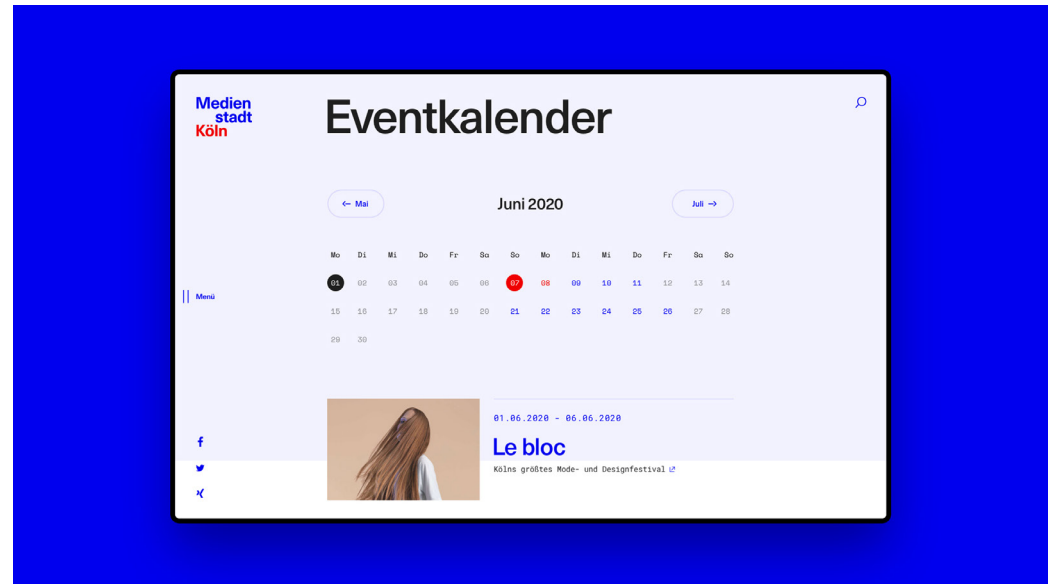 Medien
stadt
Köln
Eventkalender
← Mai
Juni 2020
Juli →
Mo Di Mi Do Fr Sa So Mo Di Mi Do Fr Sa So
01 02 03 04 05 06 07 08 09 10 11 12 13 14
15 16 17 18 19 20 21 22 23 24 25 26 27 28
29 30
Menü
01.06.2020 - 06.06.2020
Le bloc
Kölns größtes Mode- und Designfestival